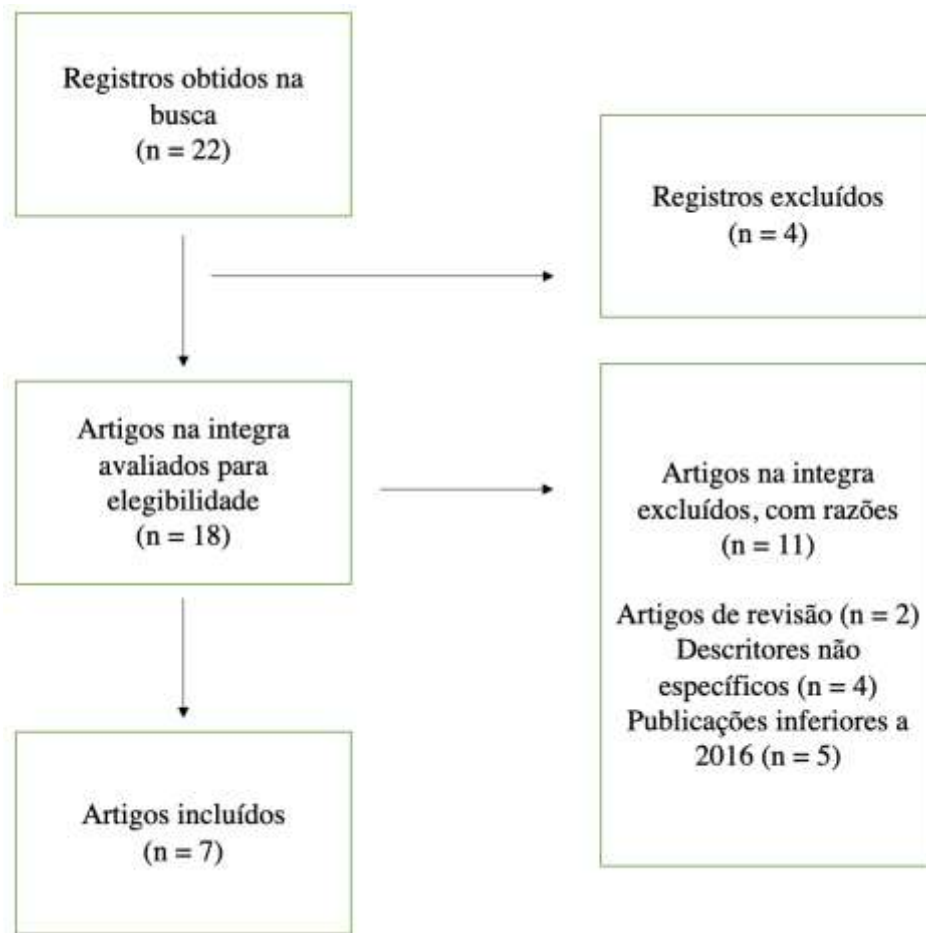 Registros obtidos na
busca
(n = 22)
Registros excluídos
(n = 4)
Artigos na integra
avaliados para
elegibilidade
(n = 18)
Artigos na integra
excluídos, com razões
(n = 11)
Artigos de revisão (n = 2)
Descritores não
específicos (n = 4)
Publicações inferiores a
2016 (n = 5)
Artigos incluídos
(n = 7)